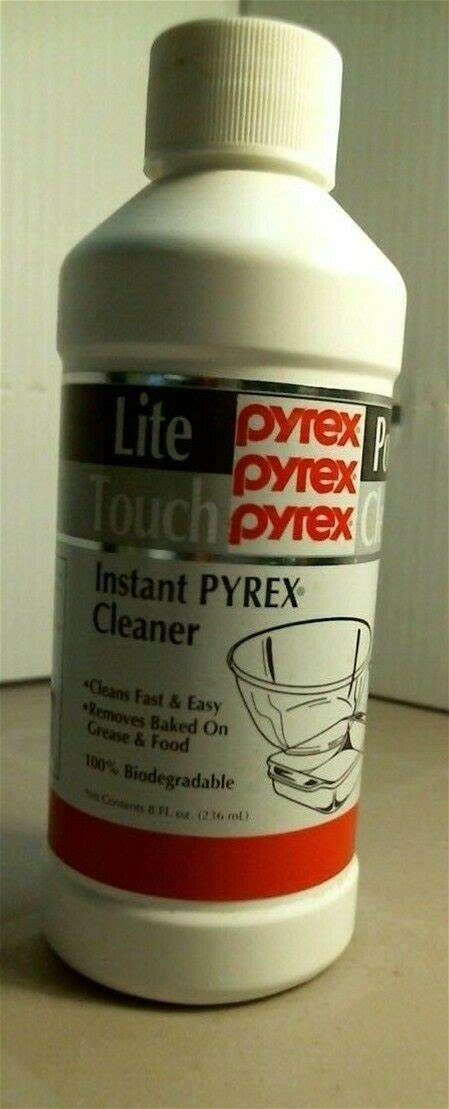 Lite
Touch
pyrex®
pyrex®
pyrex®
Instant PYREX®
Cleaner
•Cleans Fast & Easy
•Removes Baked On
Grease & Food
100% Biodegradable
Net Contents 8 FL oz. (236 mL)